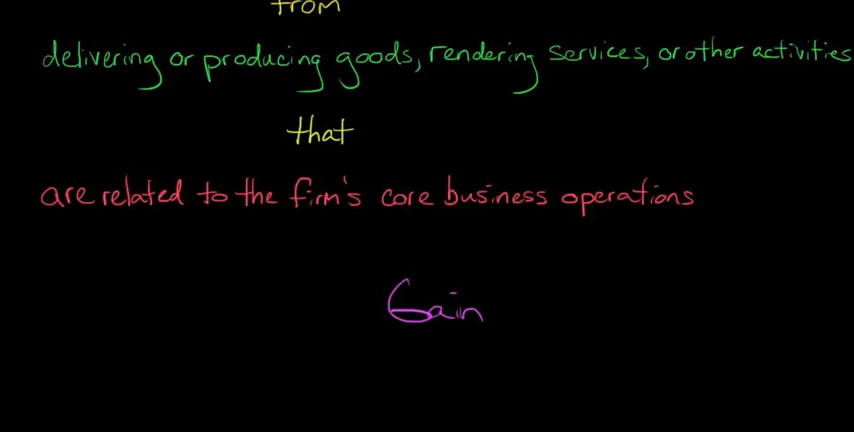 from
delivering or producing goods, rendering services, or other activities
that
are related to the firm's core business operations
Gain